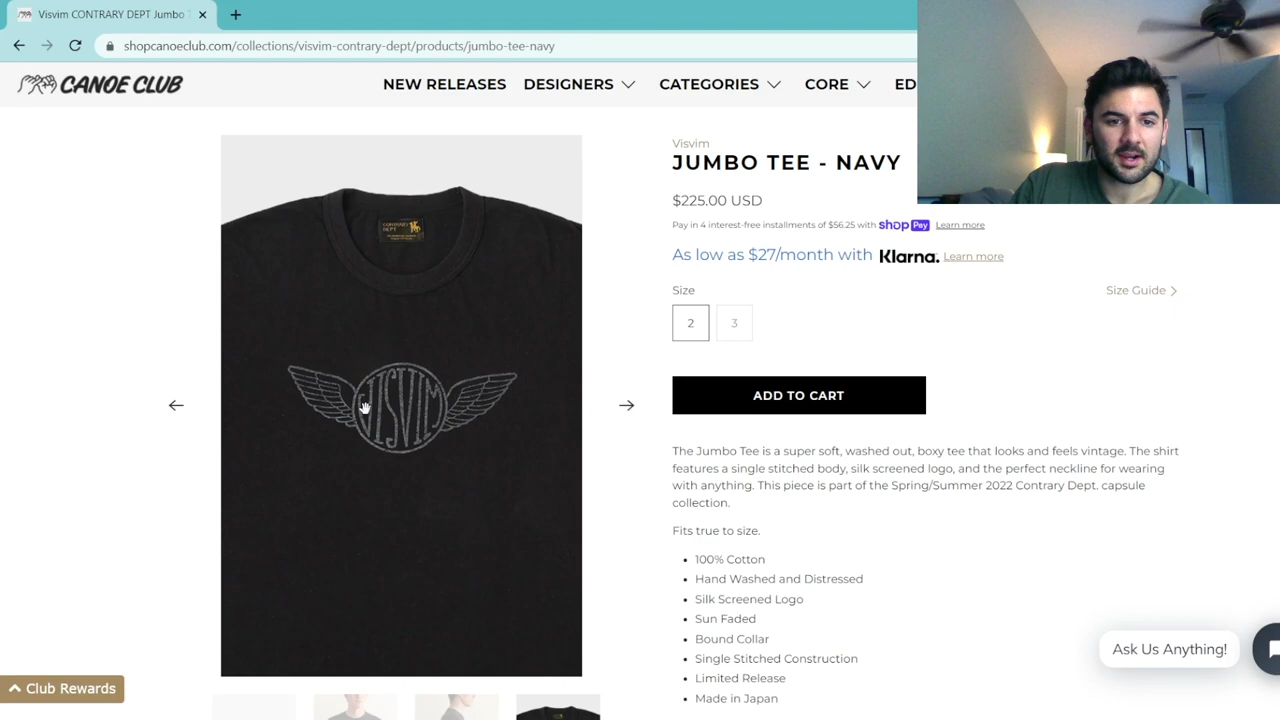 Visvim CONTRARY DEPT Jumbo T
shopcanoeclub.com/collections/visvim-contrary-dept/products/jumbo-tee-navy
CANOE CLUB
NEW RELEASES DESIGNERS CATEGORIES CORE ED
CONTRARY
DEPT
VISVIM
Visvim
JUMBO TEE - NAVY
$225.00 USD
Pay in 4 interest-free installments of $56.25 with shop Pay Learn more
As low as $27/month with Klarna. Learn more
Size
Size Guide
2 3
ADD TO CART
The Jumbo Tee is a super soft, washed out, boxy tee that looks and feels vintage. The shirt
features a single stitched body, silk screened logo, and the perfect neckline for wearing
with anything. This piece is part of the Spring/Summer 2022 Contrary Dept. capsule
collection.
Fits true to size.
100% Cotton
Hand Washed and Distressed
Silk Screened Logo
Sun Faded
Bound Collar
Single Stitched Construction
Limited Release
Made in Japan
Ask Us Anything!
Club Rewards